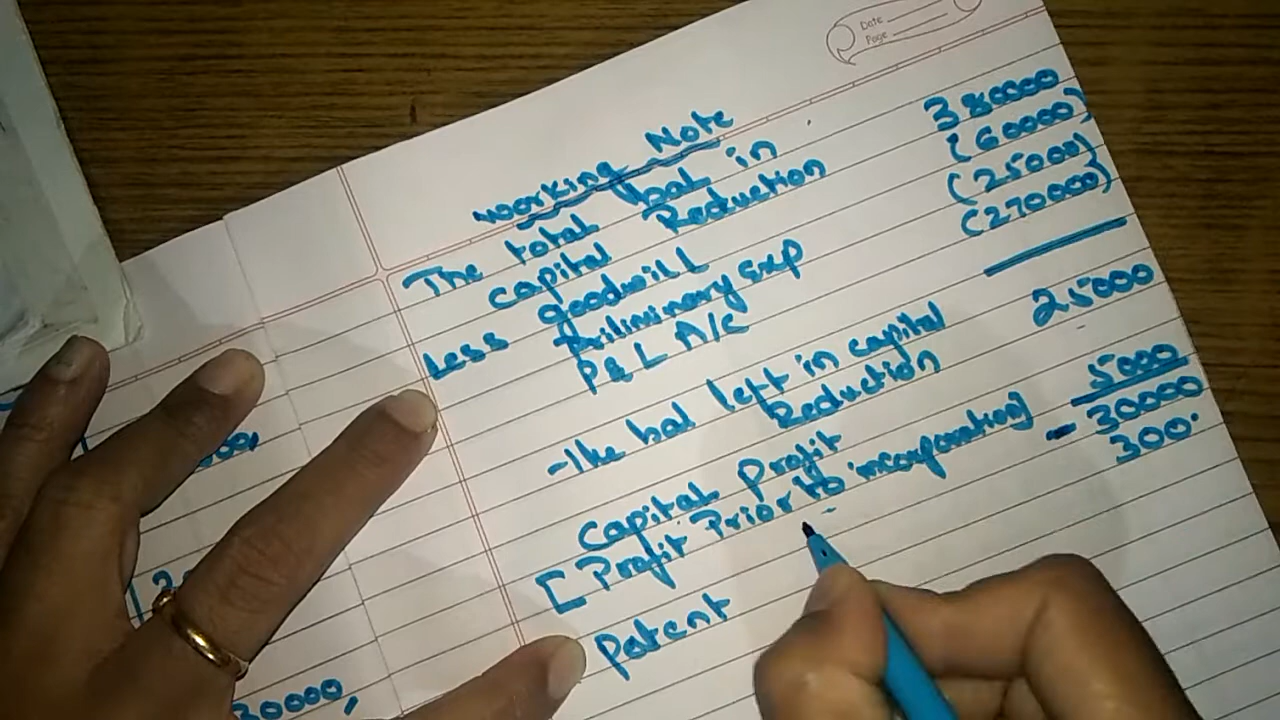 Date
Page
Working Note
The total bal in
capital Reduction 380000
Less goodwill (60000)
Priliminary Exp (25000)
P&L A/C (270000)
The bal left in capital
Reduction 25000
Capital Profit 5000
[Profit Prior to incorporation] - 30000
Patent 300
30000,